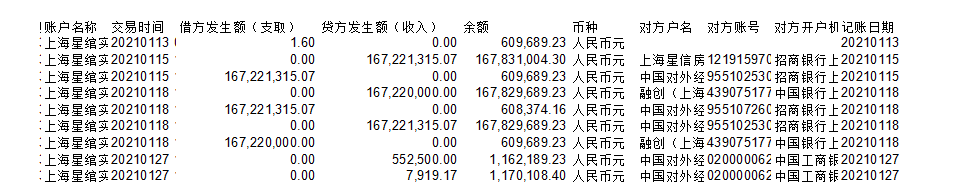 账户名称 交易时间 借方发生额（支取） 贷方发生额（收入） 余额 币种 对方户名 对方账号 对方开户机 记账日期
上海星绾实 20210113 1.60 0.00 609,689.23 人民币元 20210113
上海星绾实 20210115 0.00 167,221,315.07 167,831,004.30 人民币元 上海星信房 121915970 招商银行上 20210115
上海星绾实 20210115 167,221,315.07 0.00 609,689.23 人民币元 中国对外经 955102530 招商银行上 20210115
上海星绾实 20210118 0.00 167,220,000.00 167,829,689.23 人民币元 融创（上海 439075177 中国银行上 20210118
上海星绾实 20210118 167,221,315.07 0.00 608,374.16 人民币元 中国对外经 955107260 招商银行上 20210118
上海星绾实 20210118 0.00 167,221,315.07 167,829,689.23 人民币元 中国对外经 955102530 招商银行上 20210118
上海星绾实 20210118 167,220,000.00 0.00 609,689.23 人民币元 融创（上海 439075177 中国银行上 20210118
上海星绾实 20210127 0.00 552,500.00 1,162,189.23 人民币元 中国对外经 020000062 中国工商银 20210127
上海星绾实 20210127 0.00 7,919.17 1,170,108.40 人民币元 中国对外经 020000062 中国工商银 20210127